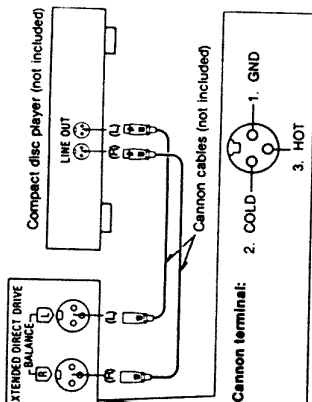 Compact disc player (not included)
LINE OUT
(R) (L)
Cannon cables (not included)
EXTENDED DIRECT DRIVE
BALANCE
R L
(R) (L)
Cannon terminal:
1. GND
2. COLD
3. HOT